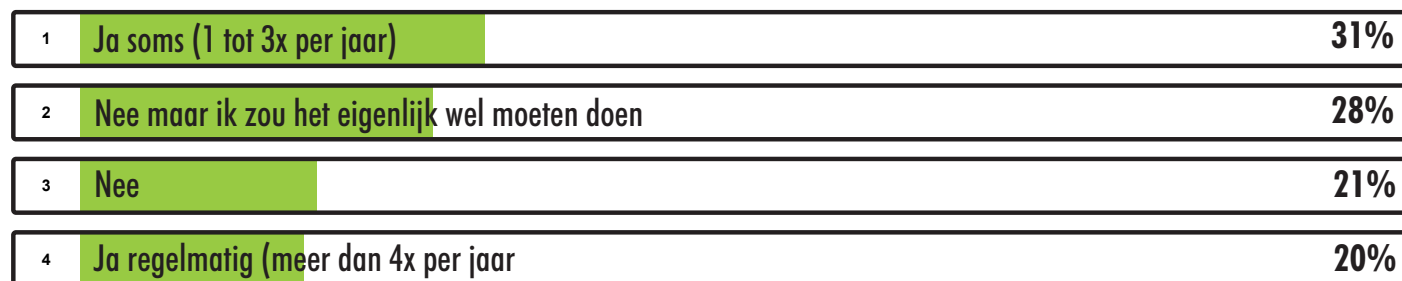 1 Ja soms (1 tot 3x per jaar) 31%
2 Nee maar ik zou het eigenlijk wel moeten doen 28%
3 Nee 21%
4 Ja regelmatig (meer dan 4x per jaar 20%